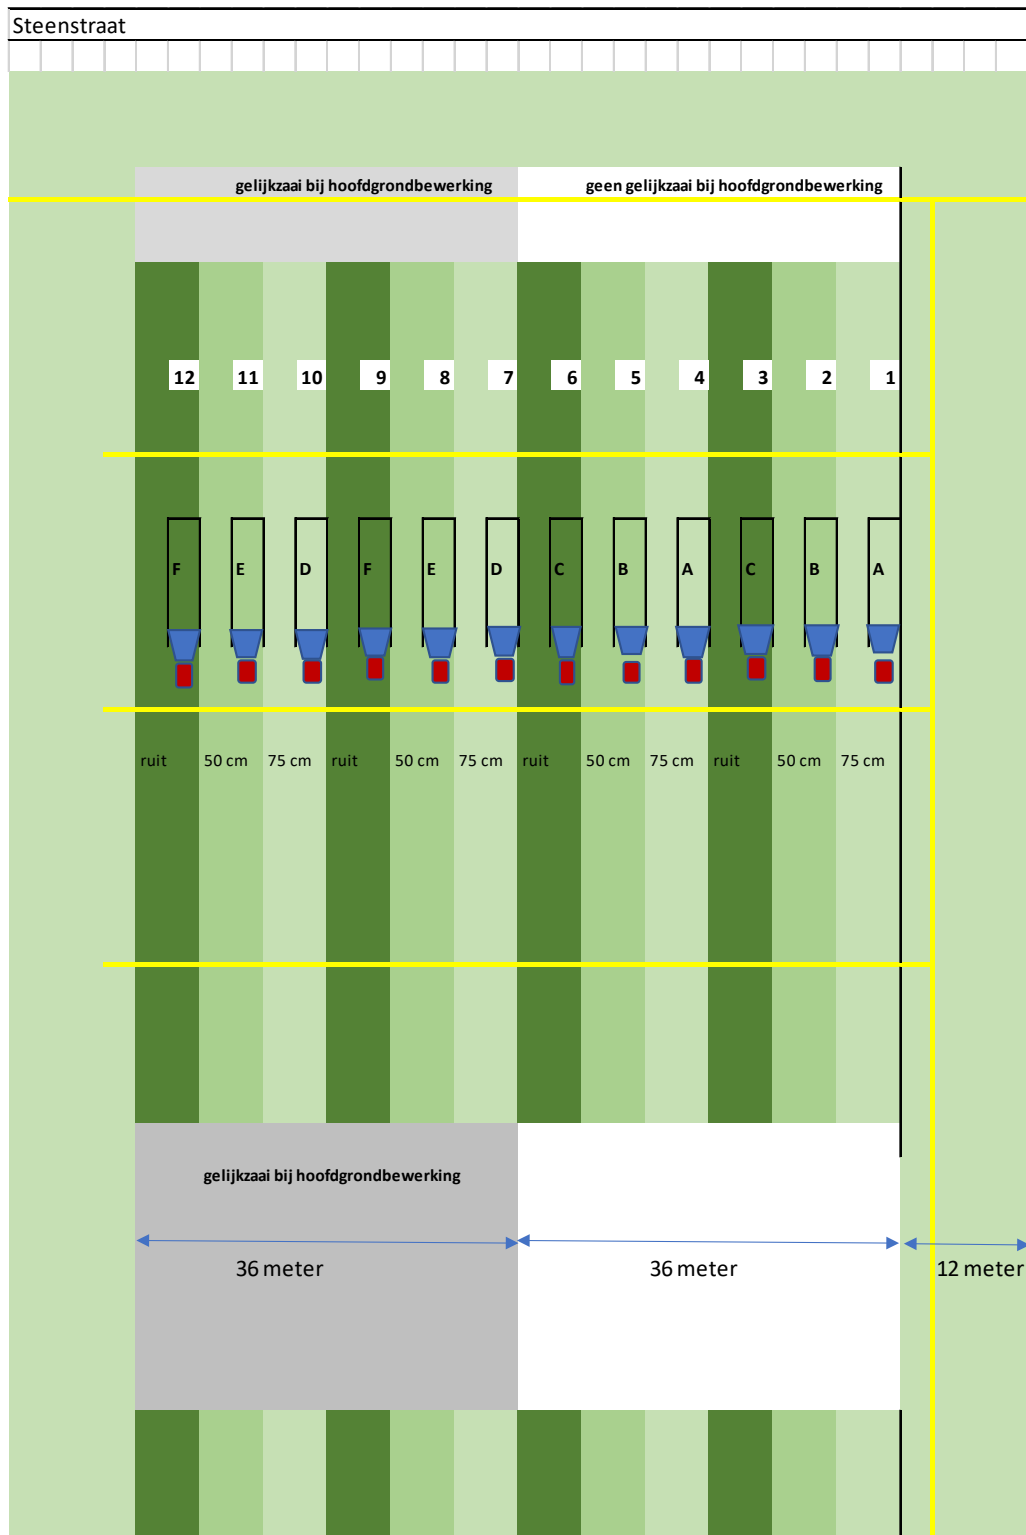 Steenstraat
gelijkzaai bij hoofdgrondbewerking geen gelijkzaai bij hoofdgrondbewerking
12 11 10 9 8 7 6 5 4 3 2 1
F E D F E D C B A C B A
ruit 50 cm 75 cm ruit 50 cm 75 cm ruit 50 cm 75 cm ruit 50 cm 75 cm
gelijkzaai bij hoofdgrondbewerking
36 meter 36 meter 12 meter